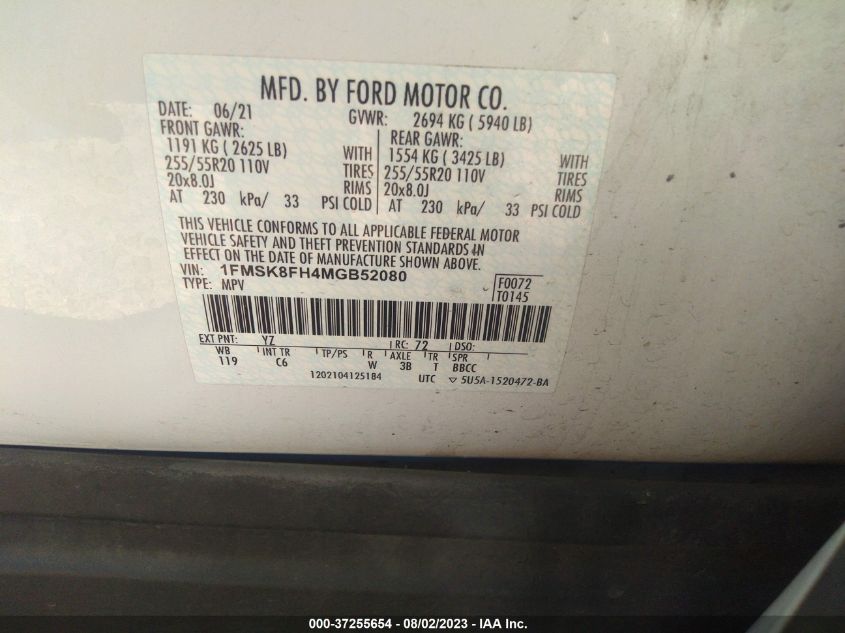 MFD. BY FORD MOTOR CO.
DATE: 06/21 GVWR: 2694 KG ( 5940 LB)
FRONT GAWR: REAR GAWR:
1191 KG ( 2625 LB) WITH 1554 KG ( 3425 LB) WITH
255/55R20 110V TIRES 255/55R20 110V TIRES
20x8.0J RIMS 20x8.0J RIMS
AT 230 kPa/ 33 PSI COLD AT 230 kPa/ 33 PSI COLD
THIS VEHICLE CONFORMS TO ALL APPLICABLE FEDERAL MOTOR
VEHICLE SAFETY AND THEFT PREVENTION STANDARDS IN
EFFECT ON THE DATE OF MANUFACTURE SHOWN ABOVE.
VIN: 1FMSK8FH4MGB52080 F0072
TYPE: MPV T0145
EXT PNT: YZ RC: 72 DSO:
WB INT TR TP/PS R AXLE TR SPR
119 C6 W 3B T BBCC
1202104125184 UTC ▽ 5U5A-1520472-BA
000-37255654 - 08/02/2023 - IAA Inc.